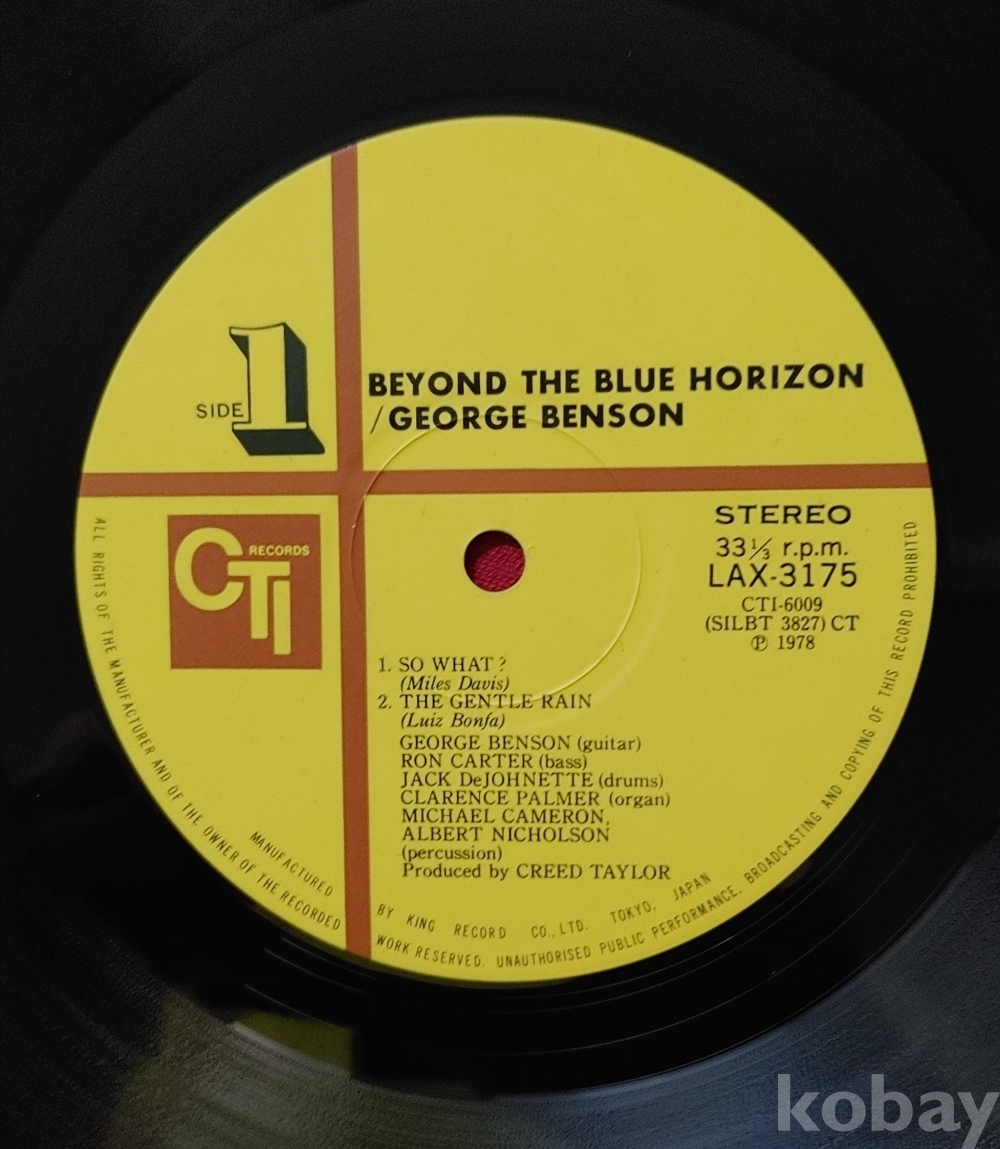 SIDE 1
BEYOND THE BLUE HORIZON
/GEORGE BENSON
CTI RECORDS
STEREO
33⅓ r.p.m.
LAX-3175
CTI-6009
(SILBT 3827) CT
℗ 1978
1. SO WHAT?
(Miles Davis)
2. THE GENTLE RAIN
(Luiz Bonfa)
GEORGE BENSON (guitar)
RON CARTER (bass)
JACK DeJOHNETTE (drums)
CLARENCE PALMER (organ)
MICHAEL CAMERON,
ALBERT NICHOLSON
(percussion)
Produced by CREED TAYLOR
MANUFACTURED BY KING RECORD CO., LTD. TOKYO, JAPAN
ALL RIGHTS OF THE MANUFACTURER AND OF THE OWNER OF THE RECORDED WORK RESERVED. UNAUTHORISED PUBLIC PERFORMANCE, BROADCASTING AND COPYING OF THIS RECORD PROHIBITED
kobay